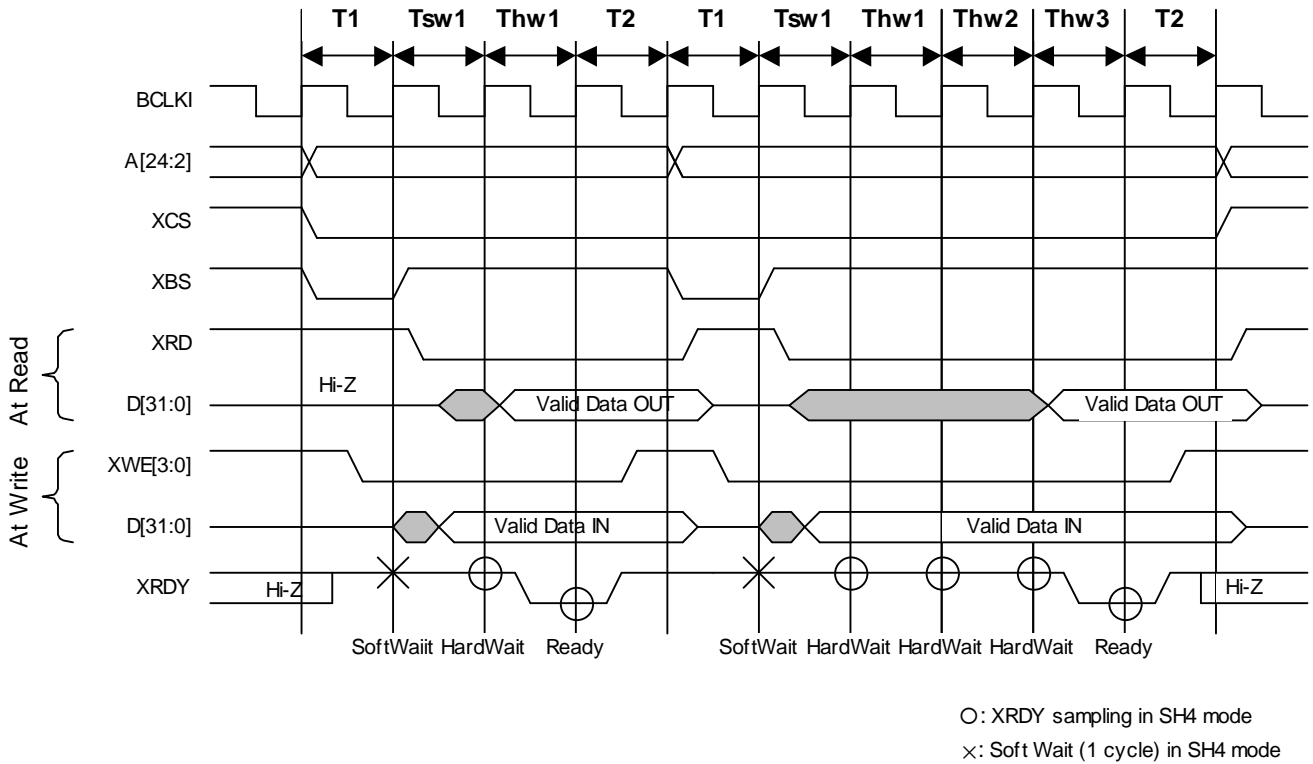 T1 Tsw1 Thw1 T2 T1 Tsw1 Thw1 Thw2 Thw3 T2
BCLKI
A[24:2]
XCS
XBS
At Read
XRD
Hi-Z
D[31:0] Valid Data OUT Valid Data OUT
At Write
XWE[3:0]
D[31:0] Valid Data IN Valid Data IN
XRDY Hi-Z Hi-Z
SoftWaiit HardWait Ready SoftWait HardWait HardWait HardWait Ready
○: XRDY sampling in SH4 mode
×: Soft Wait (1 cycle) in SH4 mode